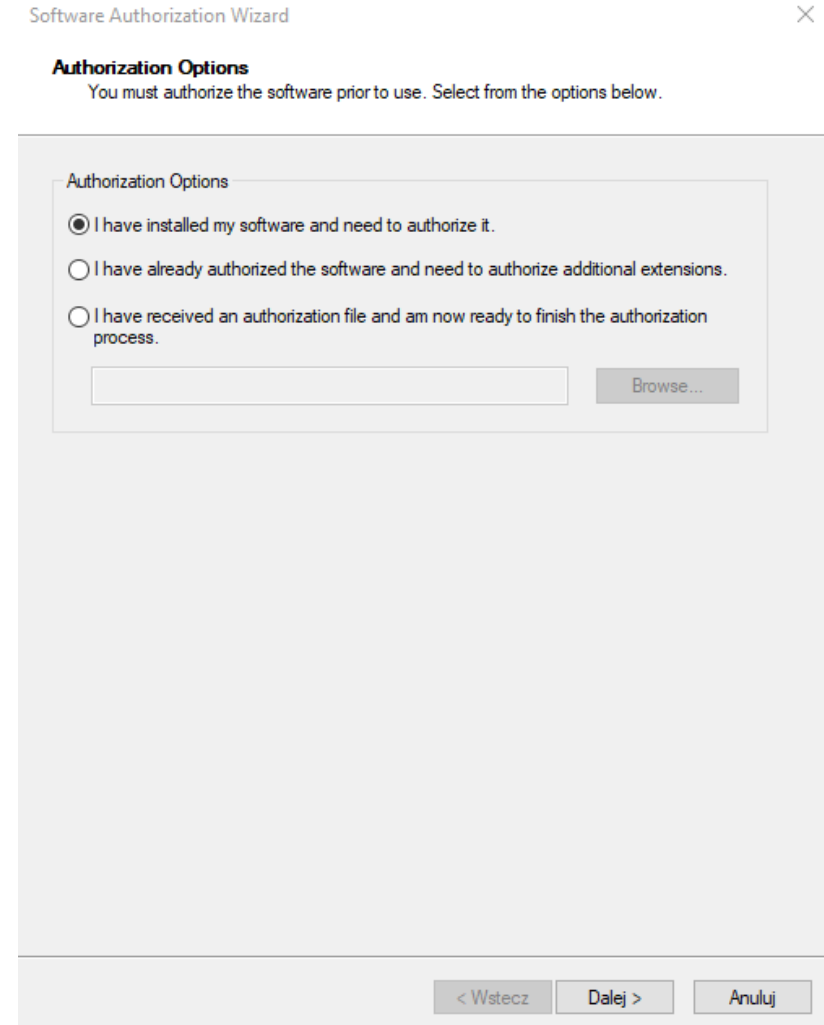 Software Authorization Wizard
Authorization Options
You must authorize the software prior to use. Select from the options below.
Authorization Options
I have installed my software and need to authorize it.
I have already authorized the software and need to authorize additional extensions.
I have received an authorization file and am now ready to finish the authorization
process.
Browse...
< Wstecz
Dalej >
Anuluj